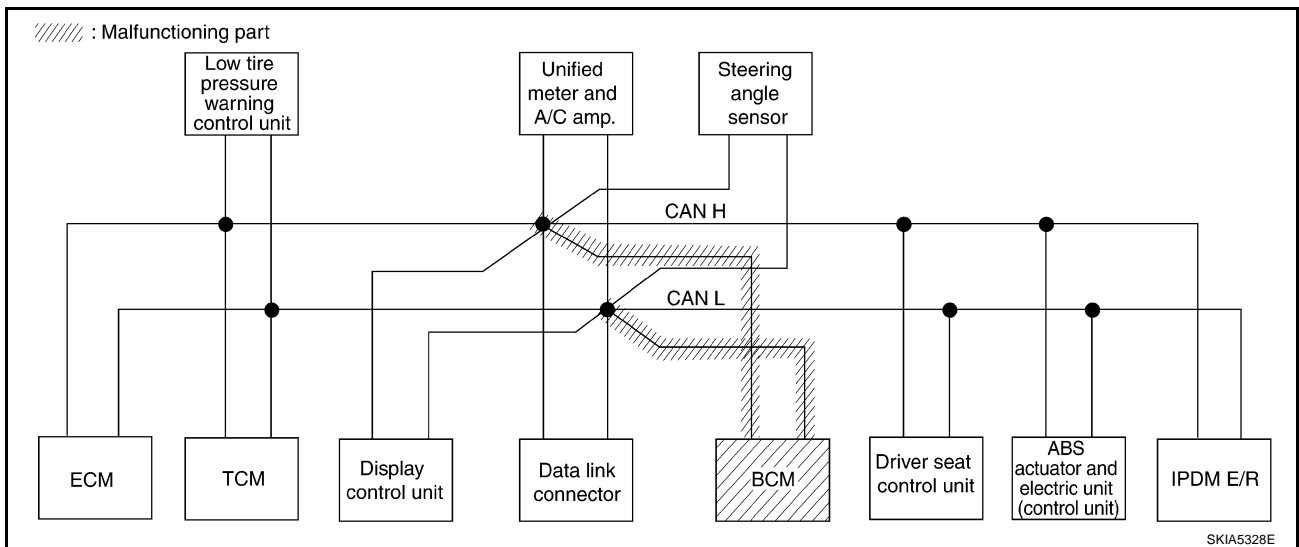 : Malfunctioning part
Low tire
pressure
warning
control unit
Unified
meter and
A/C amp.
Steering
angle
sensor
CAN H
CAN L
ECM
TCM
Display
control unit
Data link
connector
BCM
Driver seat
control unit
ABS
actuator and
electric unit
(control unit)
IPDM E/R
SKIA5328E